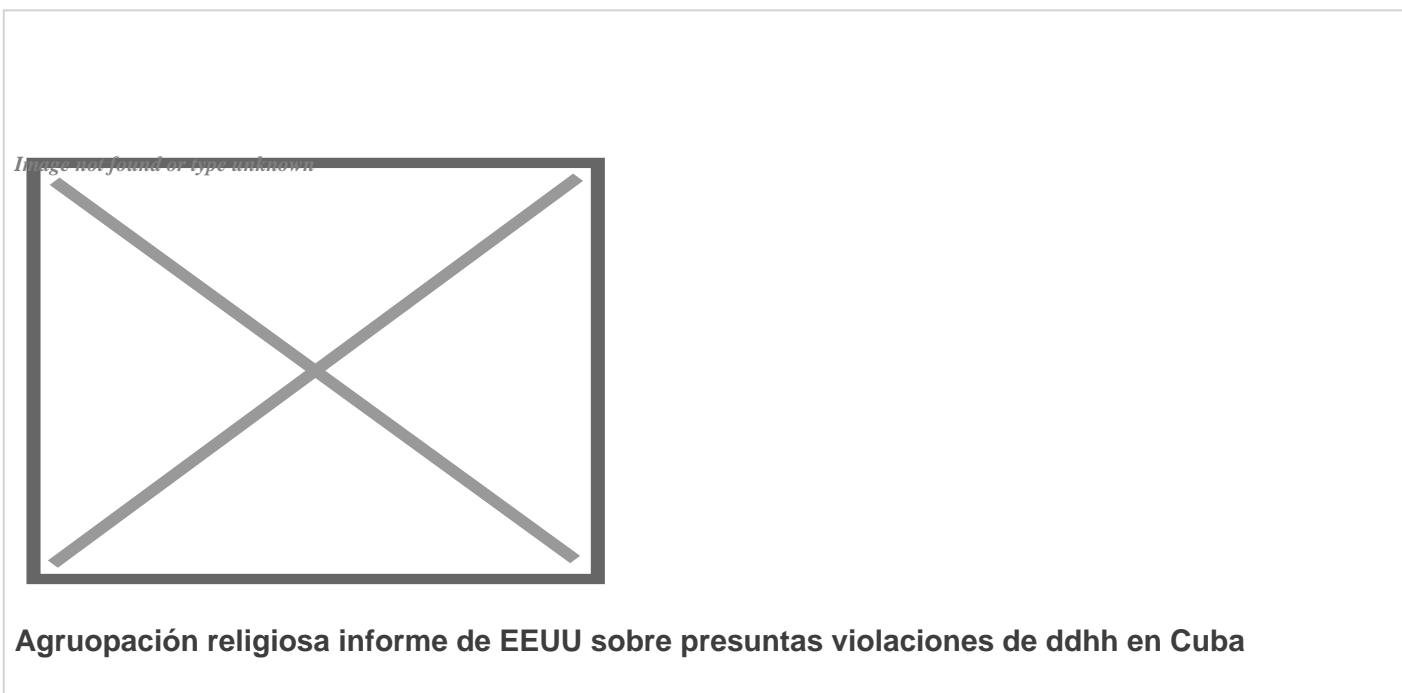 Image not found or type unknown
Agruopación religiosa informe de EEUU sobre presuntas violaciones de ddhh en Cuba